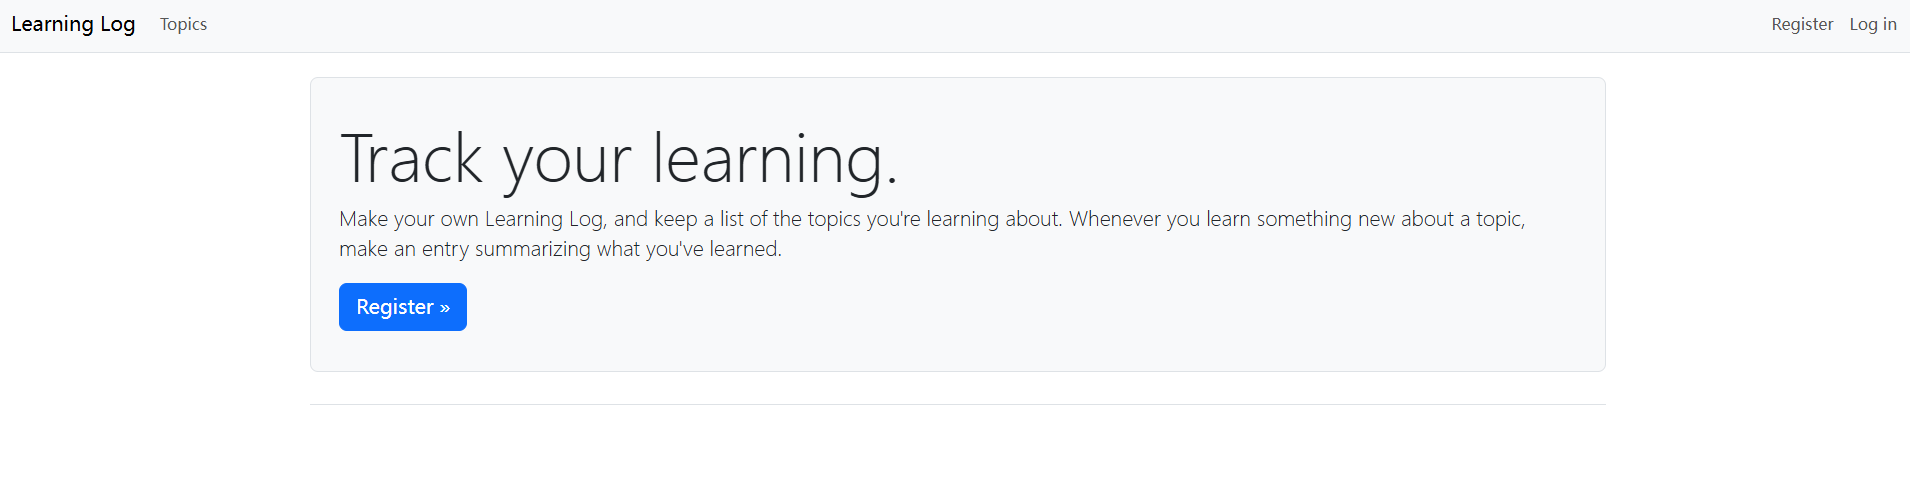 Learning Log Topics Register Log in
Track your learning.
Make your own Learning Log, and keep a list of the topics you're learning about. Whenever you learn something new about a topic,
make an entry summarizing what you've learned.
Register »